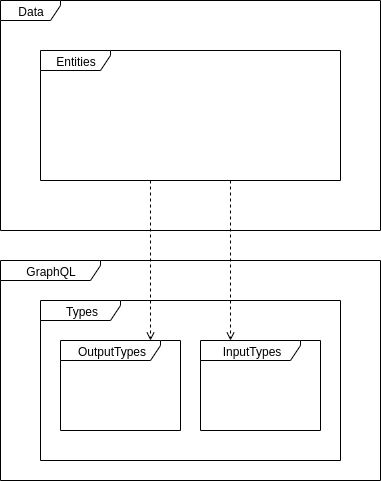 Data
Entities
GraphQL
Types
OutputTypes
InputTypes